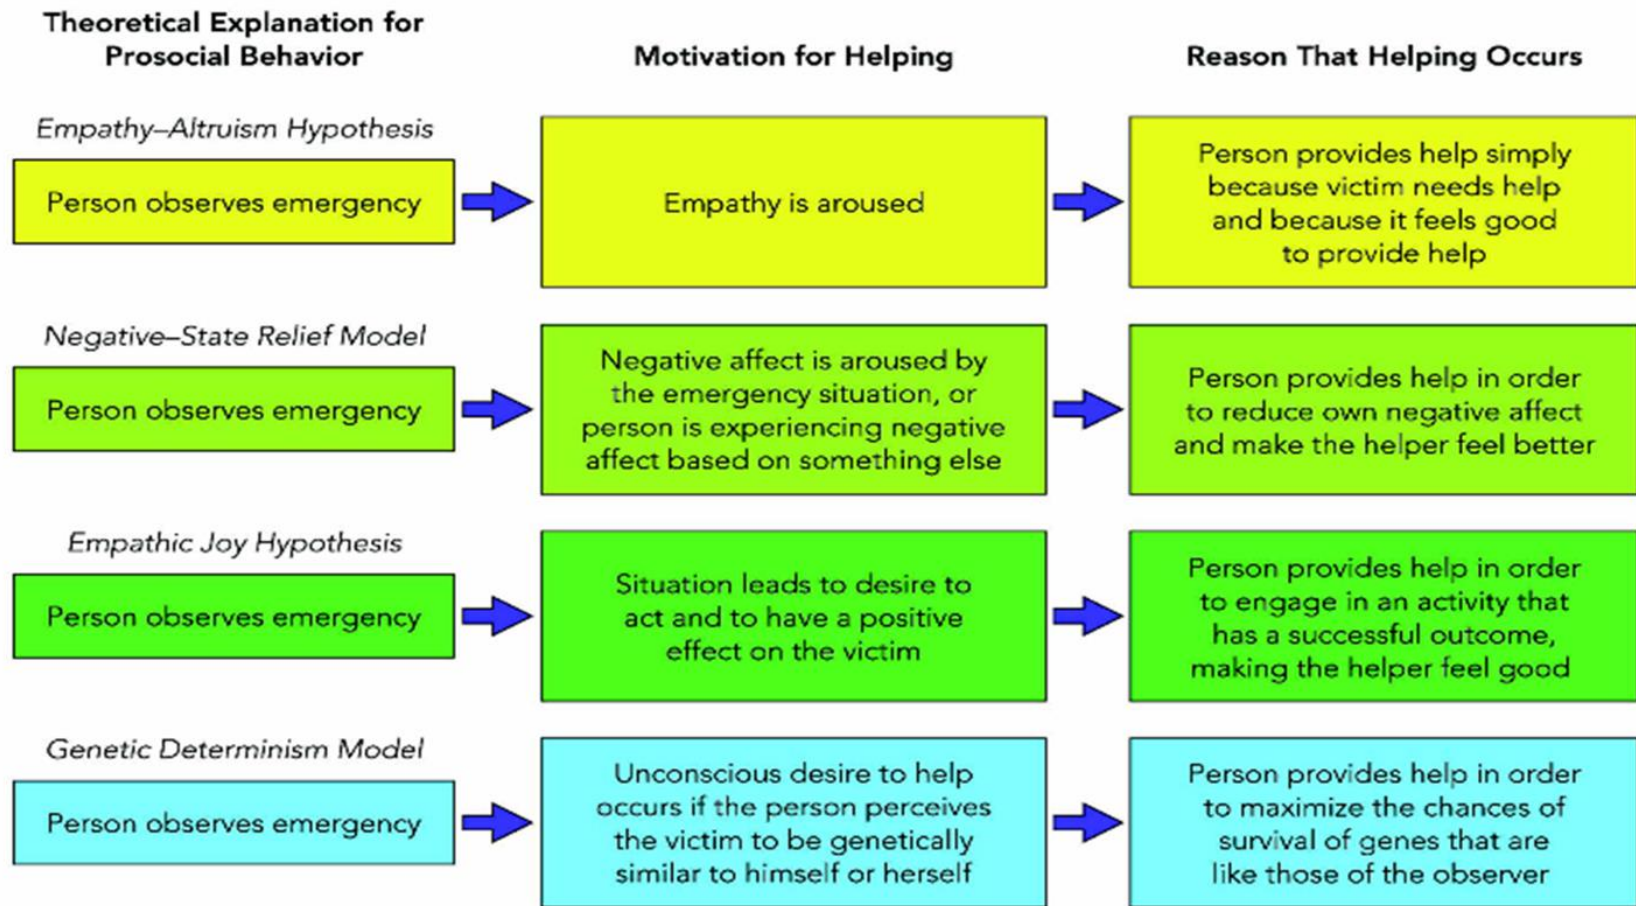 Theoretical Explanation for
Prosocial Behavior
Motivation for Helping
Reason That Helping Occurs
Empathy–Altruism Hypothesis
Person observes emergency
Empathy is aroused
Person provides help simply
because victim needs help
and because it feels good
to provide help
Negative–State Relief Model
Person observes emergency
Negative affect is aroused by
the emergency situation, or
person is experiencing negative
affect based on something else
Person provides help in order
to reduce own negative affect
and make the helper feel better
Empathic Joy Hypothesis
Person observes emergency
Situation leads to desire to
act and to have a positive
effect on the victim
Person provides help in order
to engage in an activity that
has a successful outcome,
making the helper feel good
Genetic Determinism Model
Person observes emergency
Unconscious desire to help
occurs if the person perceives
the victim to be genetically
similar to himself or herself
Person provides help in order
to maximize the chances of
survival of genes that are
like those of the observer